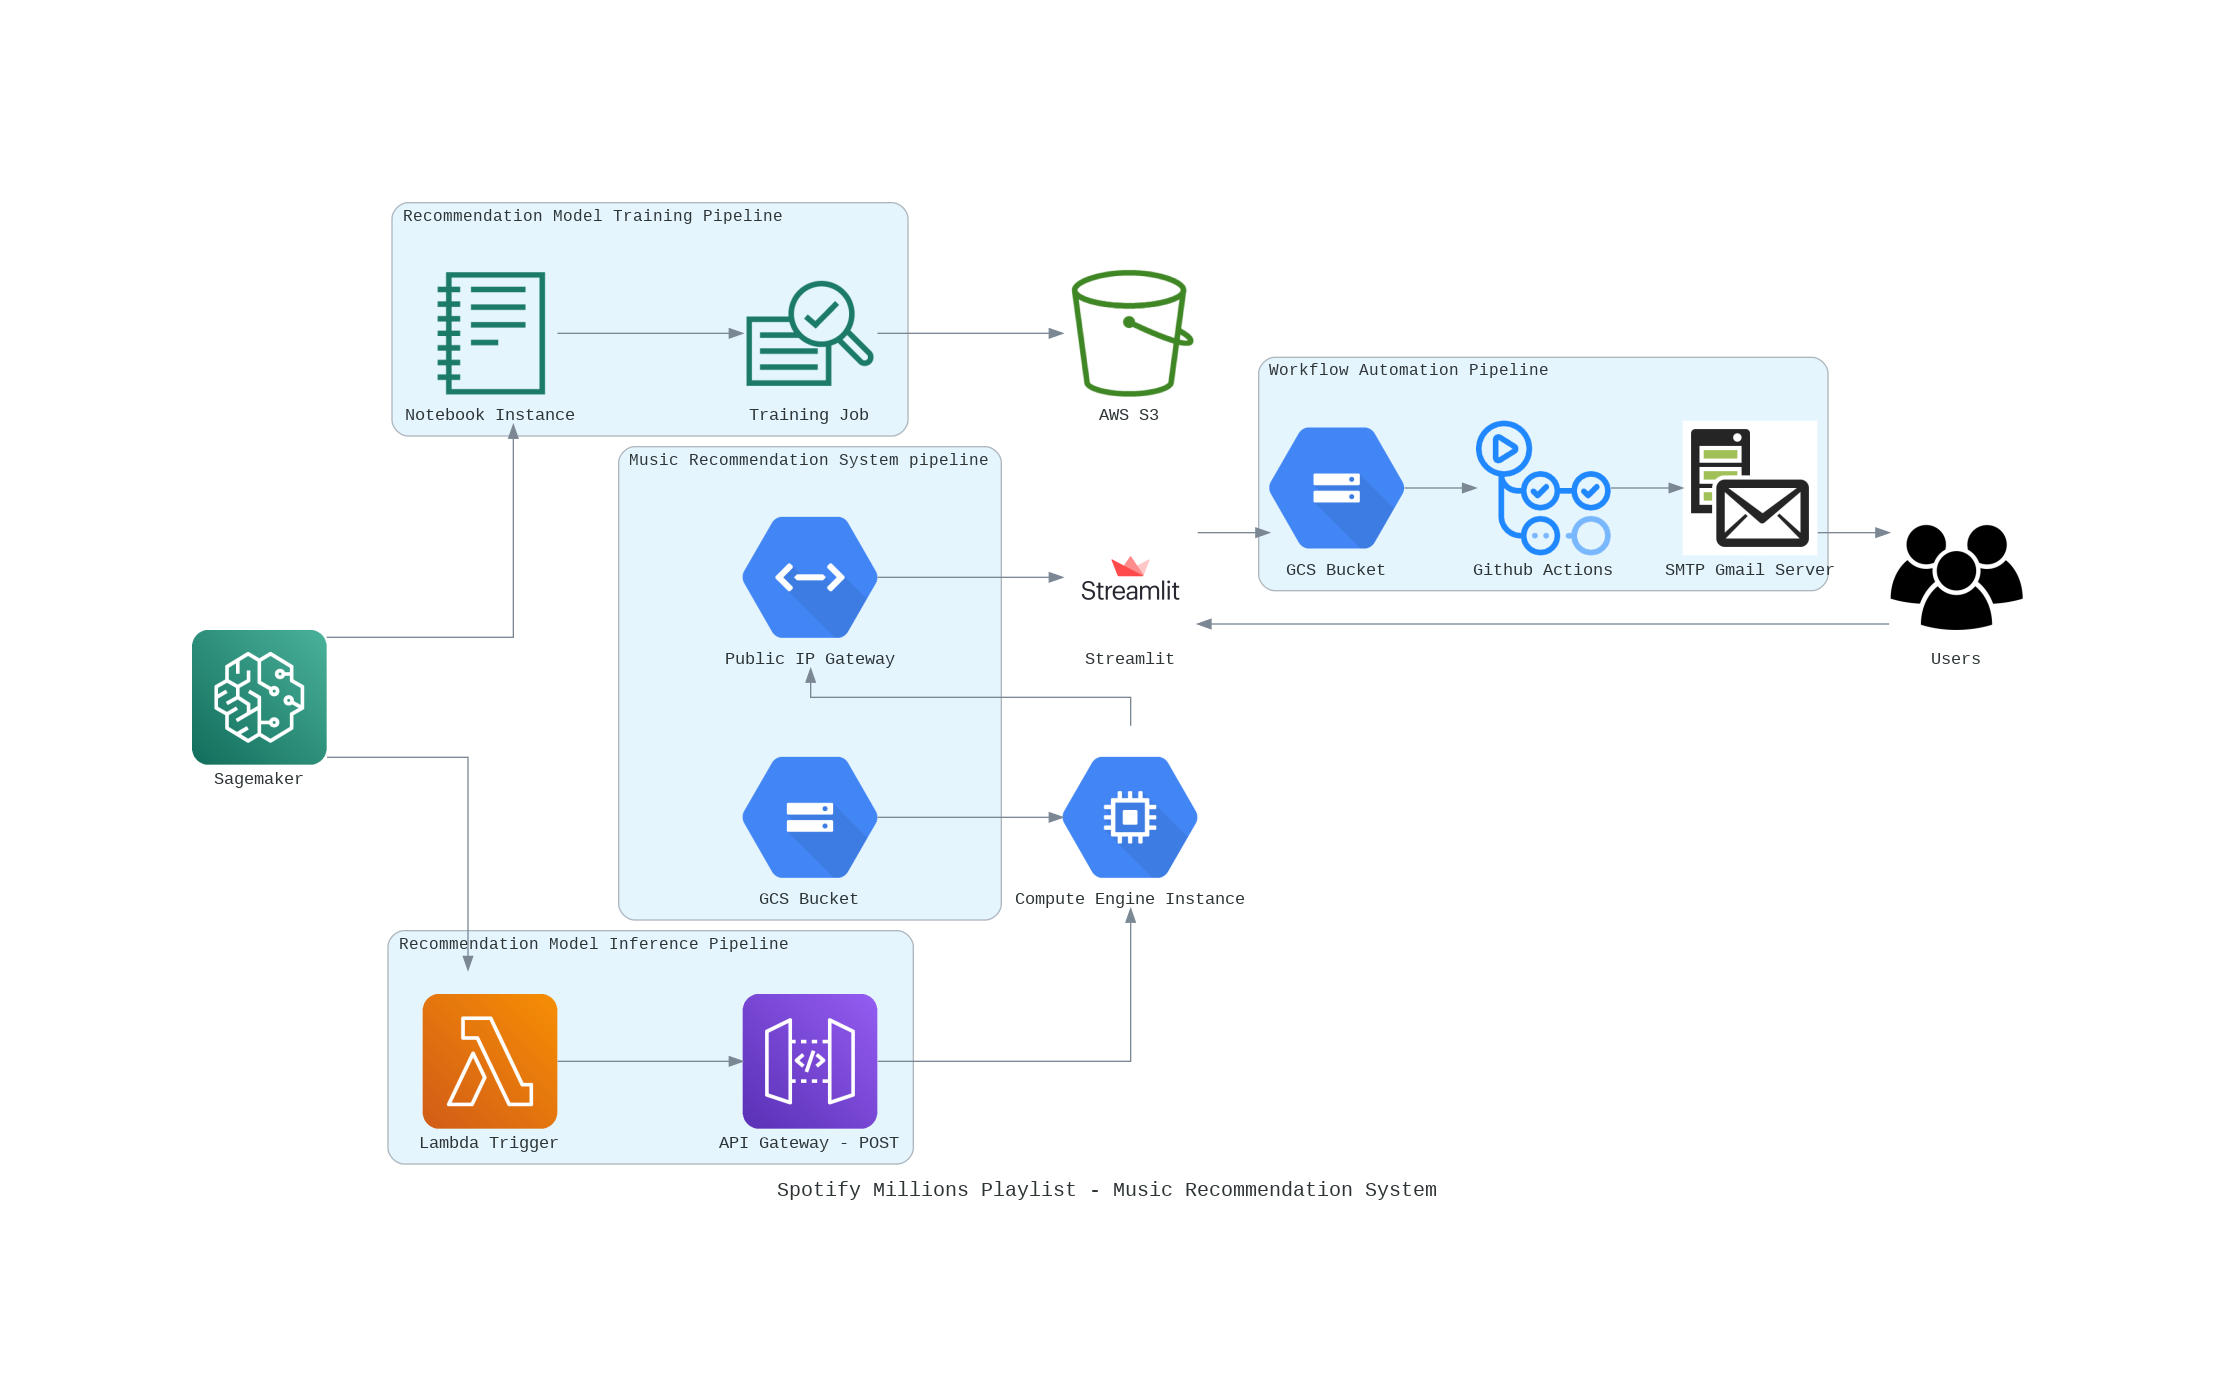 Recommendation Model Training Pipeline
Notebook Instance
Training Job
AWS S3
Workflow Automation Pipeline
GCS Bucket
Github Actions
SMTP Gmail Server
Music Recommendation System pipeline
Public IP Gateway
Streamlit
Streamlit
Users
Sagemaker
GCS Bucket
Compute Engine Instance
Recommendation Model Inference Pipeline
Lambda Trigger
API Gateway - POST
Spotify Millions Playlist - Music Recommendation System